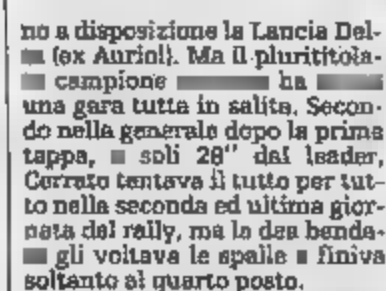 no a disposizione la Lancia Del-
(ex Auriol). Ma il plurititola-
campione ha
una gara tutta in salita. Secon-
do nella generale dopo la prima
tappa, soli 28'' dal leader,
Cerrato tentava il tutto per tut-
to nella seconda ed ultima gior-
nata del rally, ma la dea benda-
gli voltava le spalle finiva
soltanto al quarto posto.